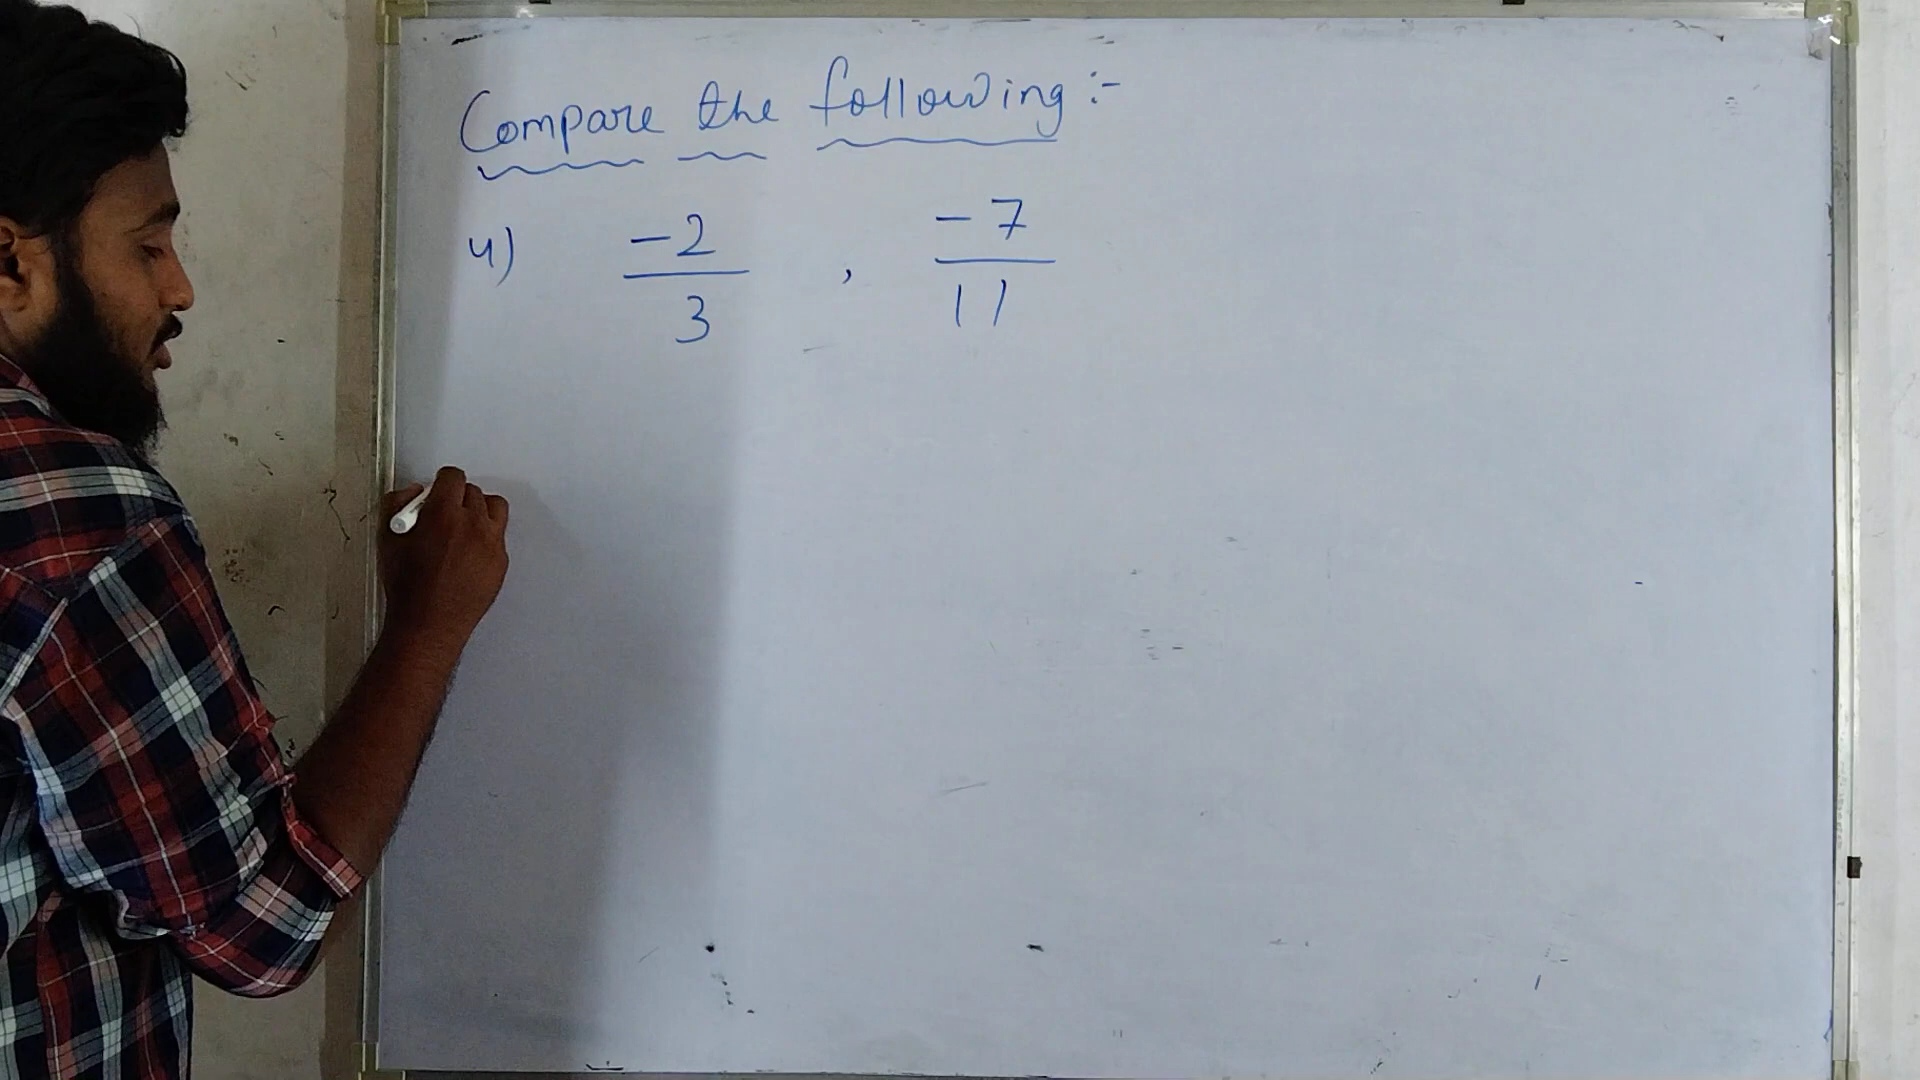 Compare the following :-
4) -2/3 , -7/11